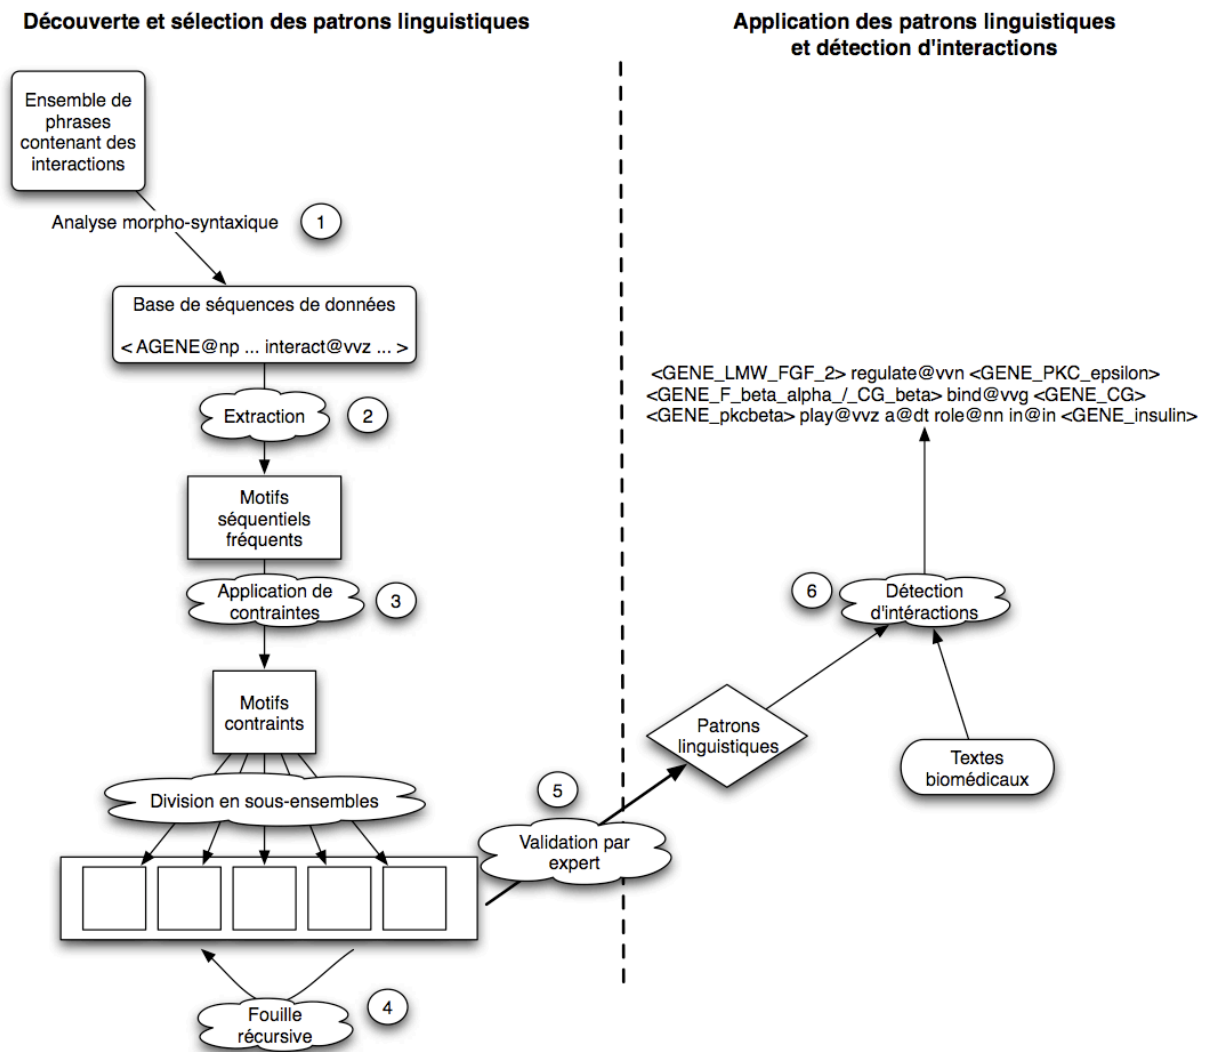 Découverte et sélection des patrons linguistiques
Application des patrons linguistiques
et détection d'interactions
Ensemble de
phrases
contenant des
interactions
Analyse morpho-syntaxique
1
Base de séquences de données
< AGENE@np ... interact@vvz ... >
Extraction
2
Motifs
séquentiels
fréquents
Application de
contraintes
3
Motifs
contraints
Division en sous-ensembles
Fouille
récursive
4
5
Validation par
expert
Patrons
linguistiques
Textes
biomédicaux
6
Détection
d'intéractions
<GENE_LMW_FGF_2> regulate@vvn <GENE_PKC_epsilon>
<GENE_F_beta_alpha_/_CG_beta> bind@vvg <GENE_CG>
<GENE_pkcbeta> play@vvz a@dt role@nn in@in <GENE_insulin>